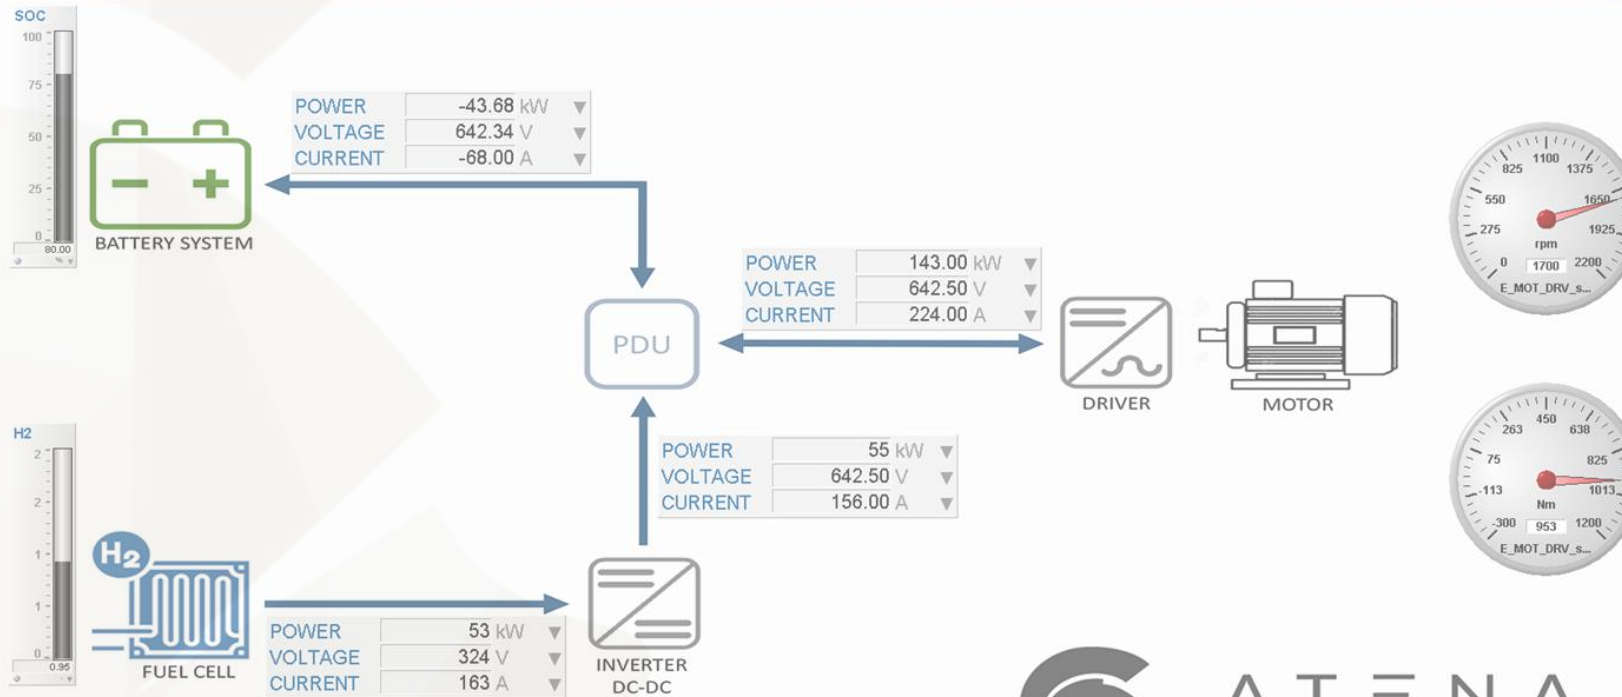 SOC
100
75
50
25
0
80.00
%
BATTERY SYSTEM
POWER -43.68 kW
VOLTAGE 642.34 V
CURRENT -68.00 A
PDU
POWER 143.00 kW
VOLTAGE 642.50 V
CURRENT 224.00 A
DRIVER
MOTOR
825 1100 1375
550 1650
275 1925
rpm
0 1700 2200
E_MOT_DRV_s...
H2
2
2
1
1
0
0.95
H2
FUEL CELL
POWER 53 kW
VOLTAGE 324 V
CURRENT 163 A
POWER 55 kW
VOLTAGE 642.50 V
CURRENT 156.00 A
INVERTER
DC-DC
263 450 638
75 825
-113 1013
Nm
-300 953 1200
E_MOT_DRV_s...
ATENA